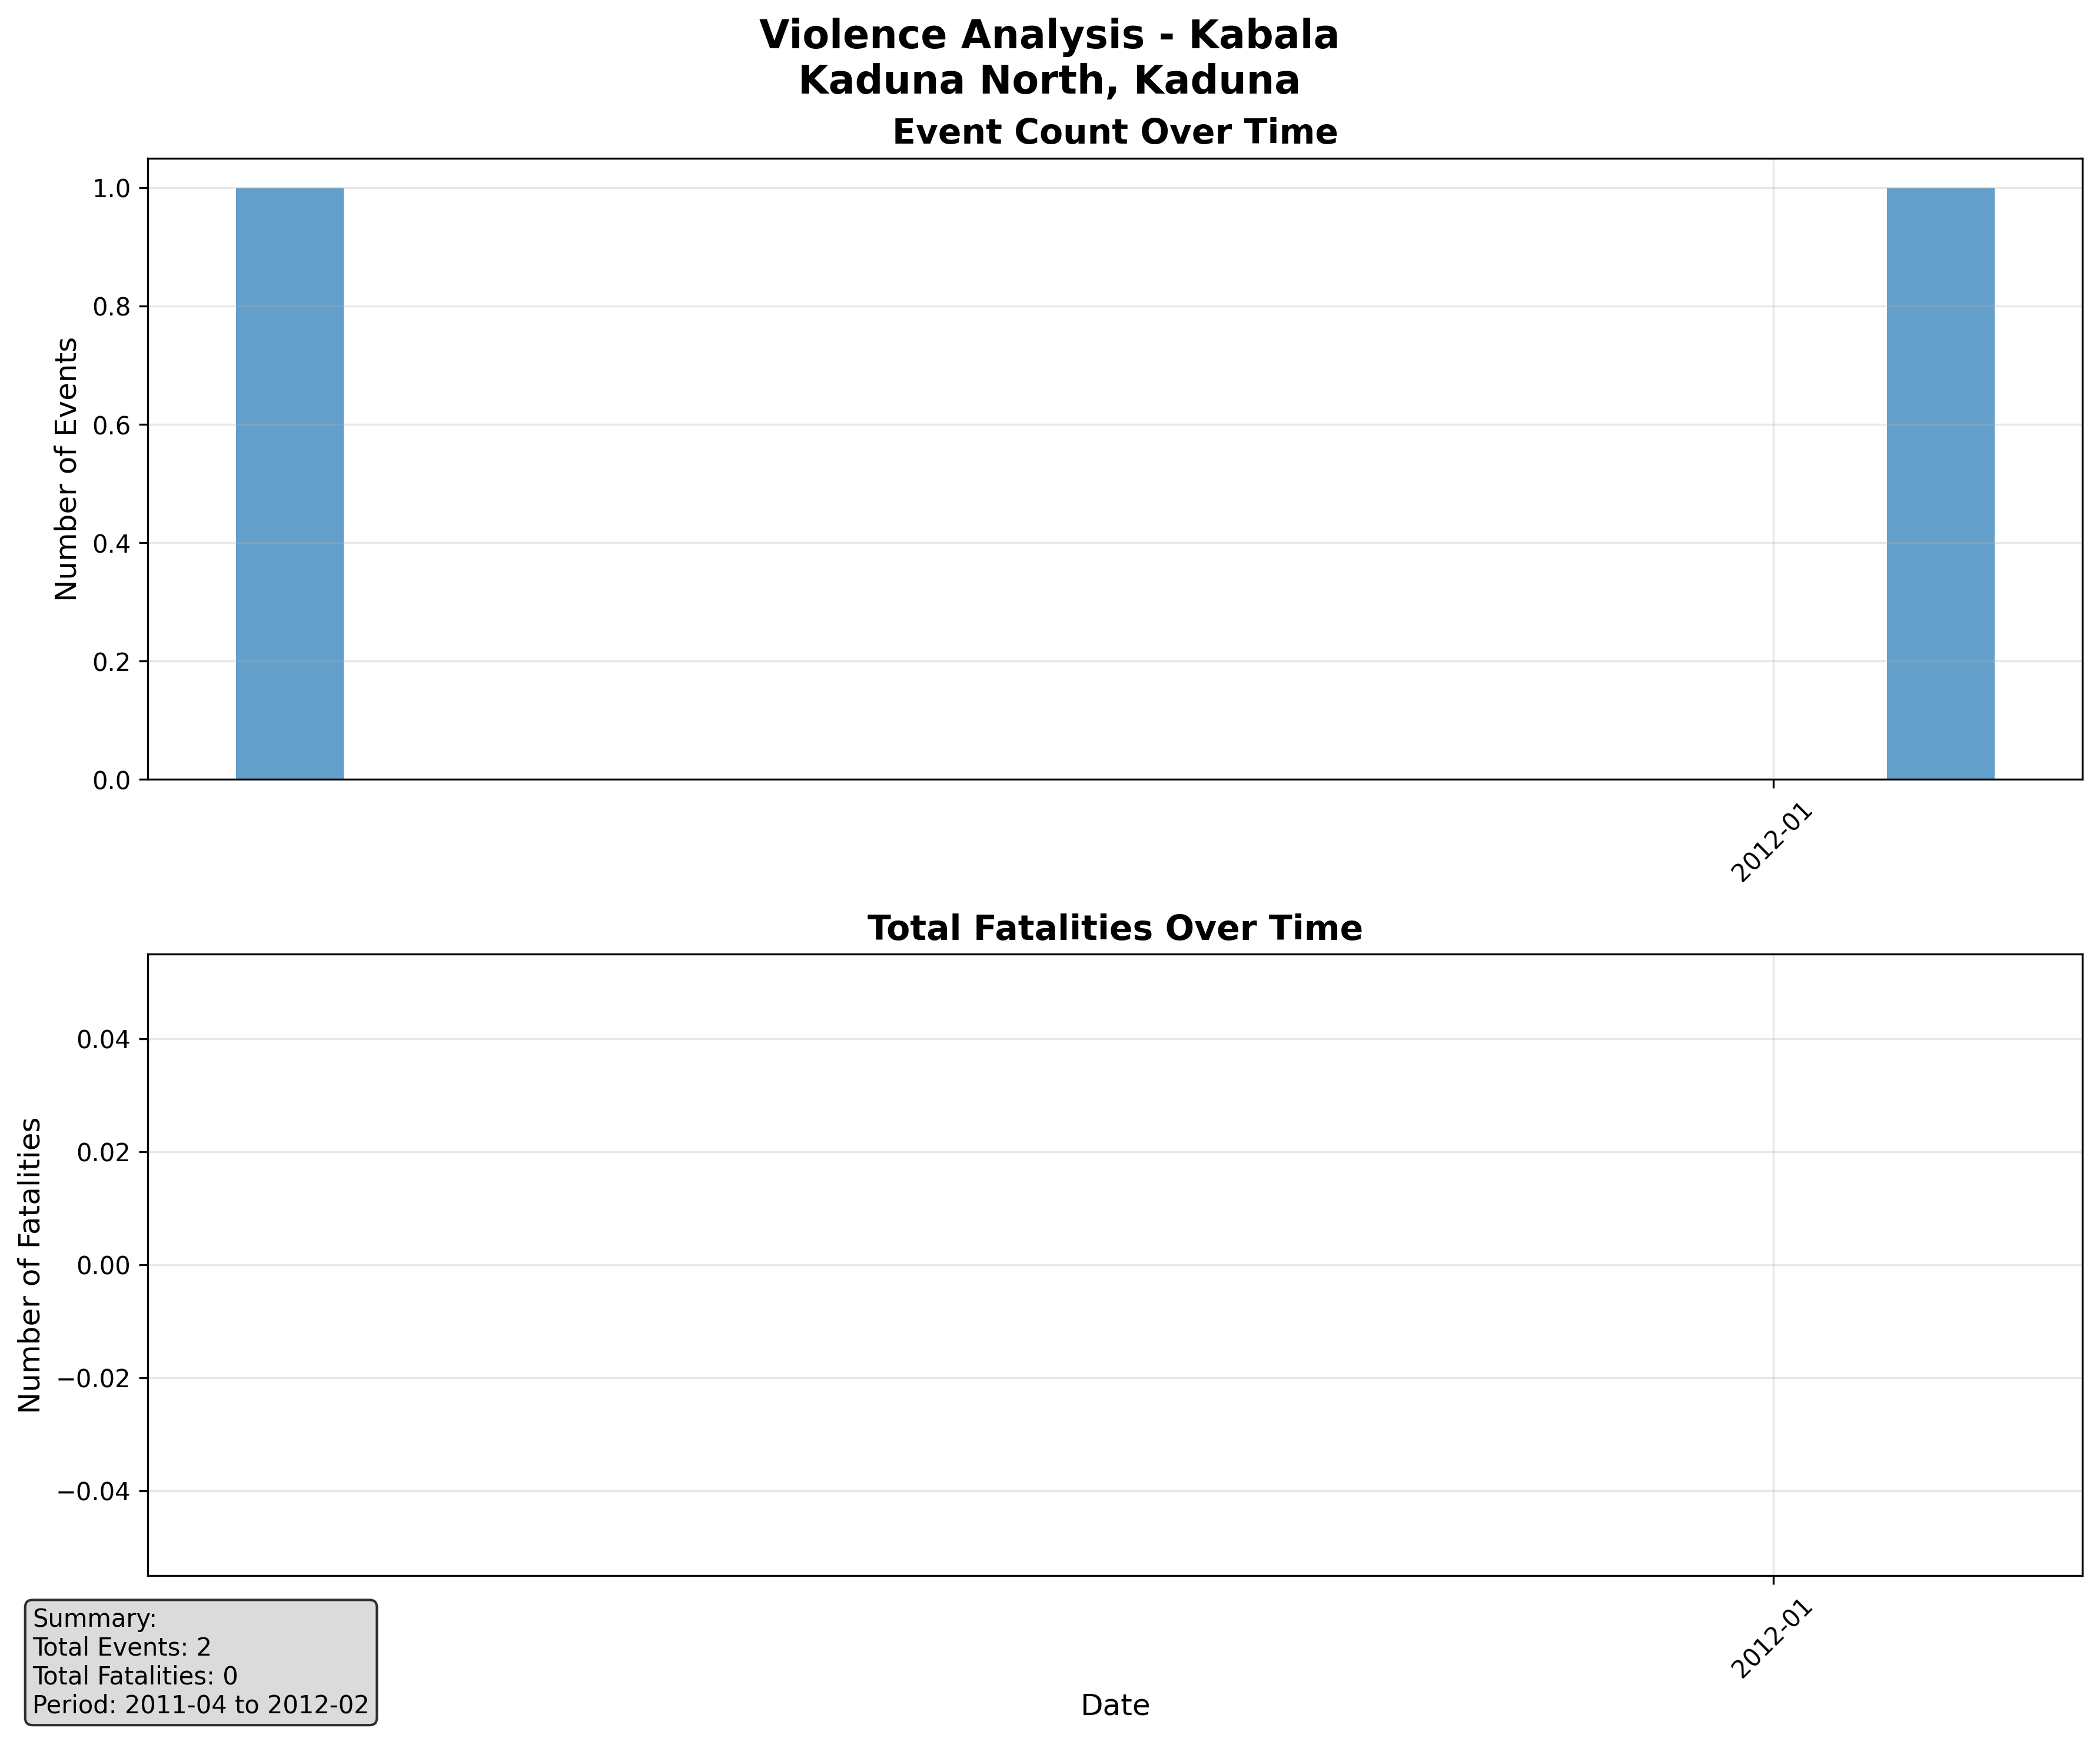 Violence Analysis - Kabala
Kaduna North, Kaduna
Event Count Over Time
Number of Events
1.0
0.8
0.6
0.4
0.2
0.0
2012-01
Total Fatalities Over Time
Number of Fatalities
0.04
0.02
0.00
−0.02
−0.04
2012-01
Date
Summary:
Total Events: 2
Total Fatalities: 0
Period: 2011-04 to 2012-02